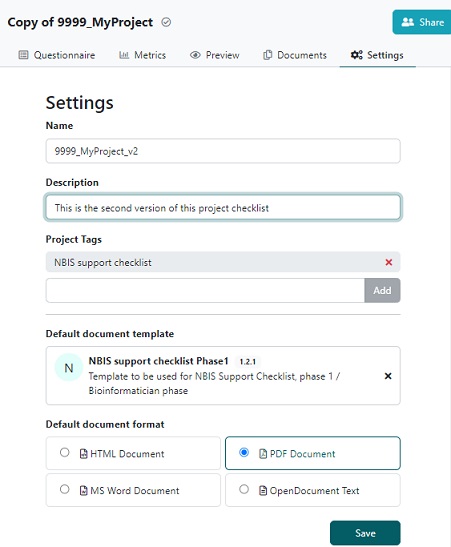 Copy of 9999_MyProject
Share
Questionnaire Metrics Preview Documents Settings
Settings
Name
9999_MyProject_v2
Description
This is the second version of this project checklist
Project Tags
NBIS support checklist
Add
Default document template
N
NBIS support checklist Phase1 1.2.1
Template to be used for NBIS Support Checklist, phase 1 /
Bioinformatician phase
Default document format
HTML Document PDF Document
MS Word Document OpenDocument Text
Save